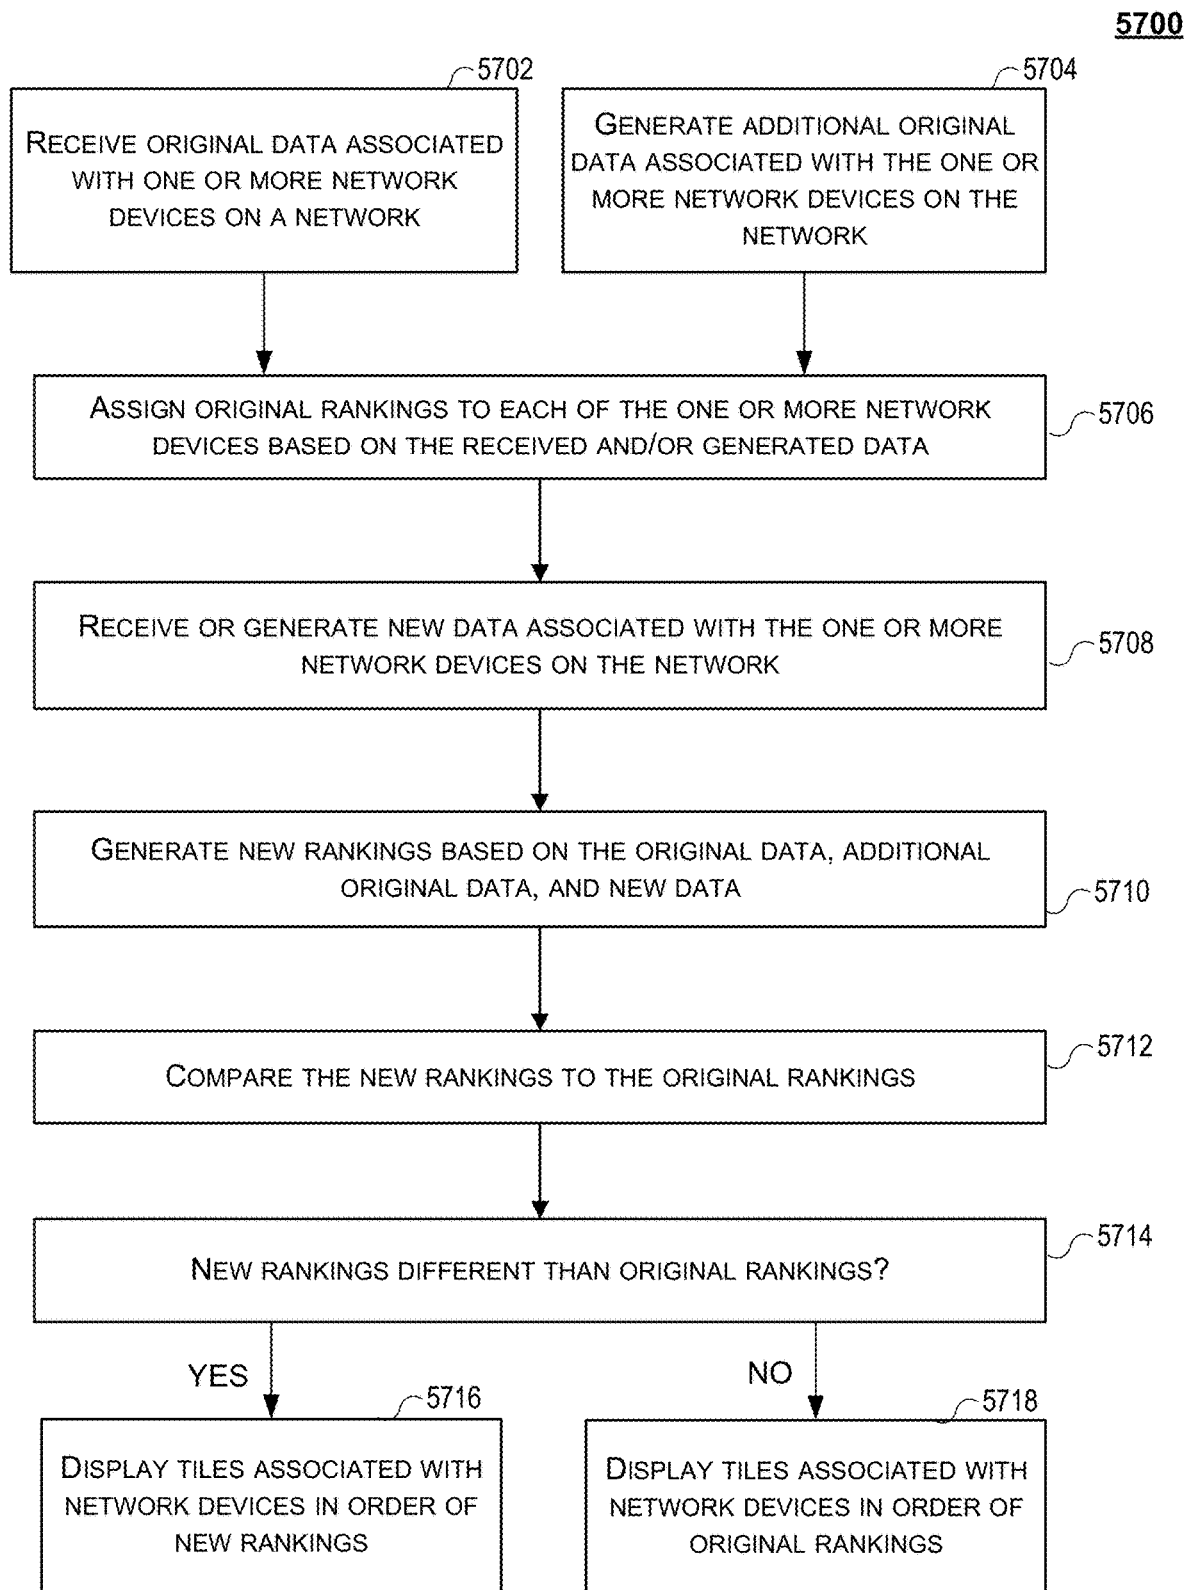 5700
5702
5704
RECEIVE ORIGINAL DATA ASSOCIATED
WITH ONE OR MORE NETWORK
DEVICES ON A NETWORK
GENERATE ADDITIONAL ORIGINAL
DATA ASSOCIATED WITH THE ONE OR
MORE NETWORK DEVICES ON THE
NETWORK
ASSIGN ORIGINAL RANKINGS TO EACH OF THE ONE OR MORE NETWORK
DEVICES BASED ON THE RECEIVED AND/OR GENERATED DATA
5706
RECEIVE OR GENERATE NEW DATA ASSOCIATED WITH THE ONE OR MORE
NETWORK DEVICES ON THE NETWORK
5708
GENERATE NEW RANKINGS BASED ON THE ORIGINAL DATA, ADDITIONAL
ORIGINAL DATA, AND NEW DATA
5710
COMPARE THE NEW RANKINGS TO THE ORIGINAL RANKINGS
5712
NEW RANKINGS DIFFERENT THAN ORIGINAL RANKINGS?
5714
YES
NO
5716
5718
DISPLAY TILES ASSOCIATED WITH
NETWORK DEVICES IN ORDER OF
NEW RANKINGS
DISPLAY TILES ASSOCIATED WITH
NETWORK DEVICES IN ORDER OF
ORIGINAL RANKINGS